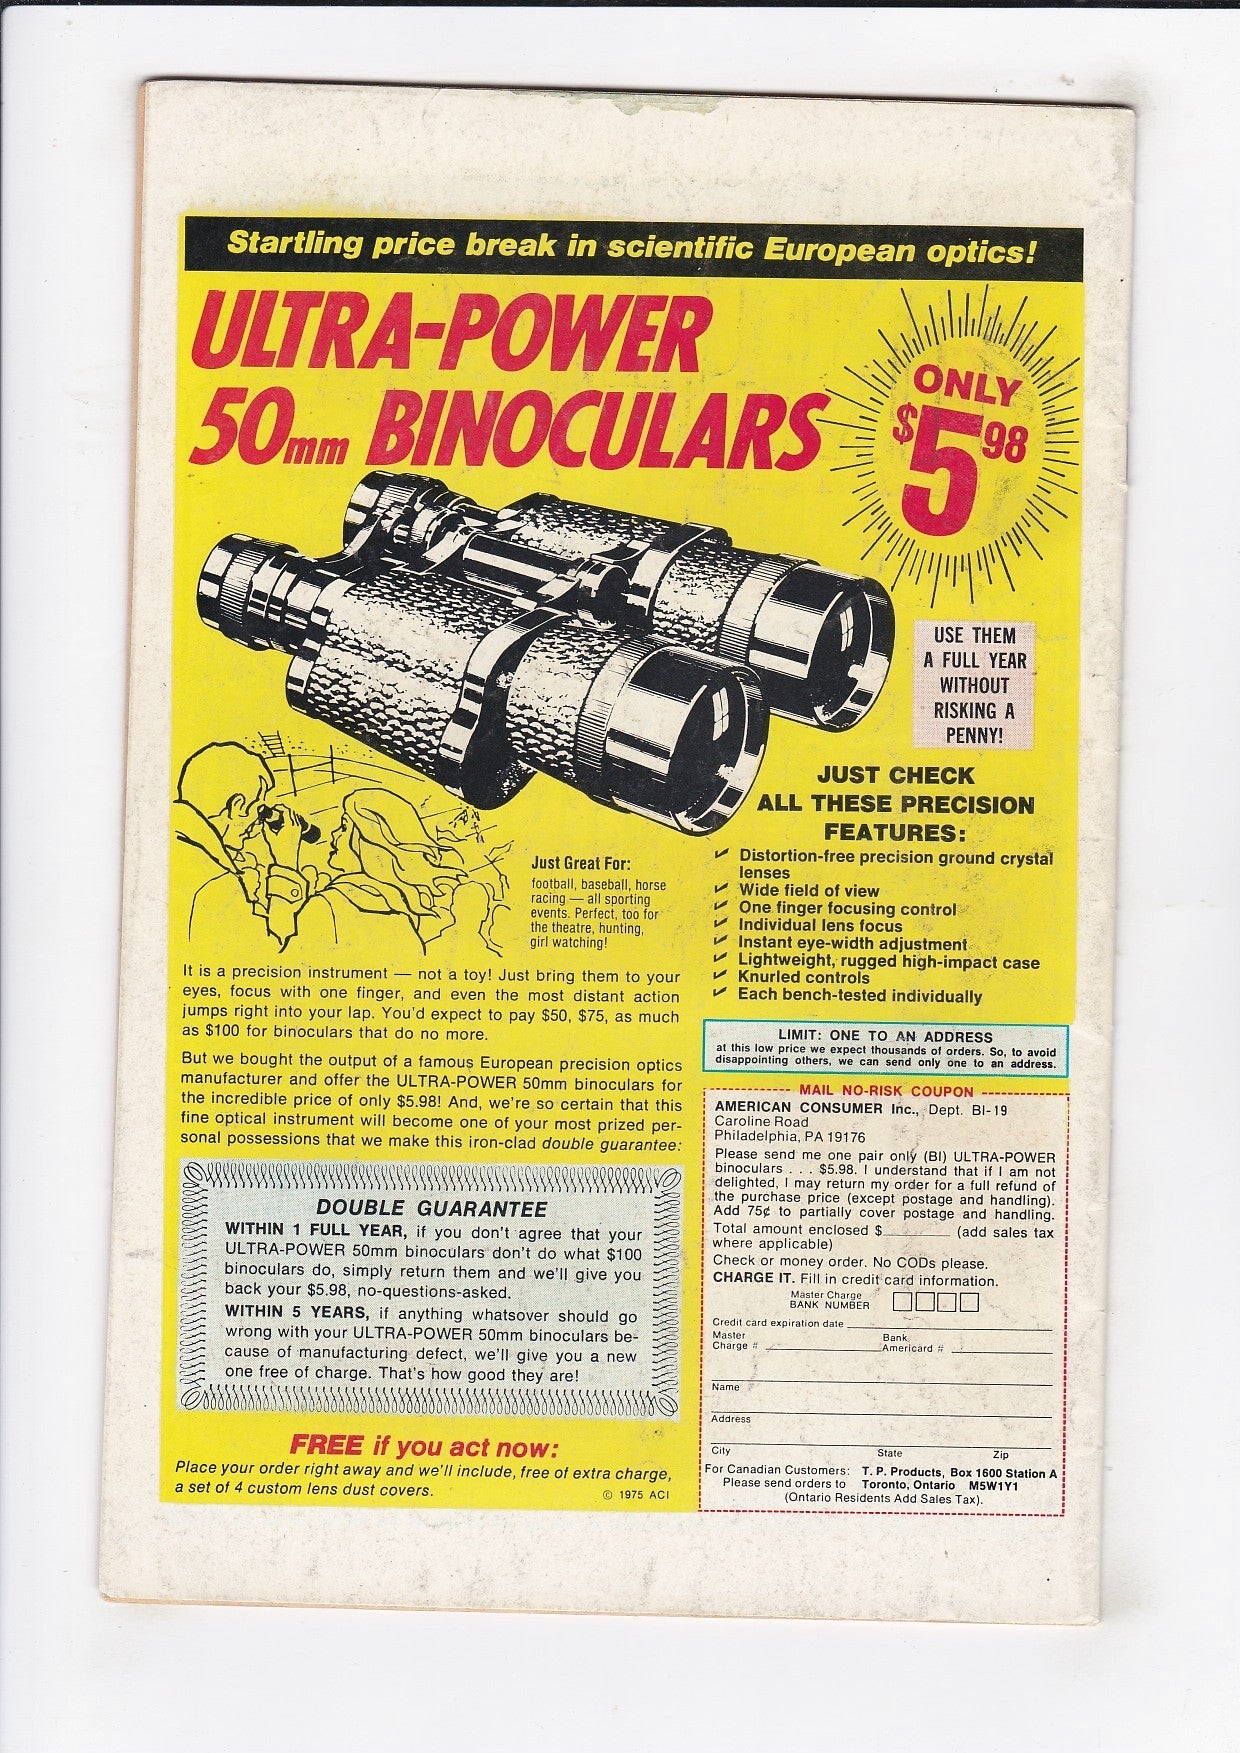 Startling price break in scientific European optics!
ULTRA-POWER
50mm BINOCULARS
ONLY
$5 98
USE THEM
A FULL YEAR
WITHOUT
RISKING A
PENNY!
JUST CHECK
ALL THESE PRECISION
FEATURES:
Distortion-free precision ground crystal
lenses
Wide field of view
One finger focusing control
Individual lens focus
Instant eye-width adjustment
Lightweight, rugged high-impact case
Knurled controls
Each bench-tested individually
Just Great For:
football, baseball, horse
racing — all sporting
events. Perfect, too for
the theatre, hunting,
girl watching!
It is a precision instrument — not a toy! Just bring them to your
eyes, focus with one finger, and even the most distant action
jumps right into your lap. You'd expect to pay $50, $75, as much
as $100 for binoculars that do no more.
But we bought the output of a famous European precision optics
manufacturer and offer the ULTRA-POWER 50mm binoculars for
the incredible price of only $5.98! And, we're so certain that this
fine optical instrument will become one of your most prized per-
sonal possessions that we make this iron-clad double guarantee:
DOUBLE GUARANTEE
WITHIN 1 FULL YEAR, if you don't agree that your
ULTRA-POWER 50mm binoculars don't do what $100
binoculars do, simply return them and we'll give you
back your $5.98, no-questions-asked.
WITHIN 5 YEARS, if anything whatsover should go
wrong with your ULTRA-POWER 50mm binoculars be-
cause of manufacturing defect, we'll give you a new
one free of charge. That's how good they are!
FREE if you act now:
Place your order right away and we'll include, free of extra charge,
a set of 4 custom lens dust covers.
© 1975 ACI
LIMIT: ONE TO AN ADDRESS
at this low price we expect thousands of orders. So, to avoid
disappointing others, we can send only one to an address.
MAIL NO-RISK COUPON
AMERICAN CONSUMER Inc., Dept. BI-19
Caroline Road
Philadelphia, PA 19176
Please send me one pair only (BI) ULTRA-POWER
binoculars . . . $5.98. I understand that if I am not
delighted, I may return my order for a full refund of
the purchase price (except postage and handling).
Add 75¢ to partially cover postage and handling.
Total amount enclosed $________ (add sales tax
where applicable)
Check or money order. No CODs please.
CHARGE IT. Fill in credit card information.
Master Charge
BANK NUMBER
Credit card expiration date
Master Bank
Charge # Americard #
Name
Address
City State Zip
For Canadian Customers: T. P. Products, Box 1600 Station A
Please send orders to Toronto, Ontario M5W1Y1
(Ontario Residents Add Sales Tax).